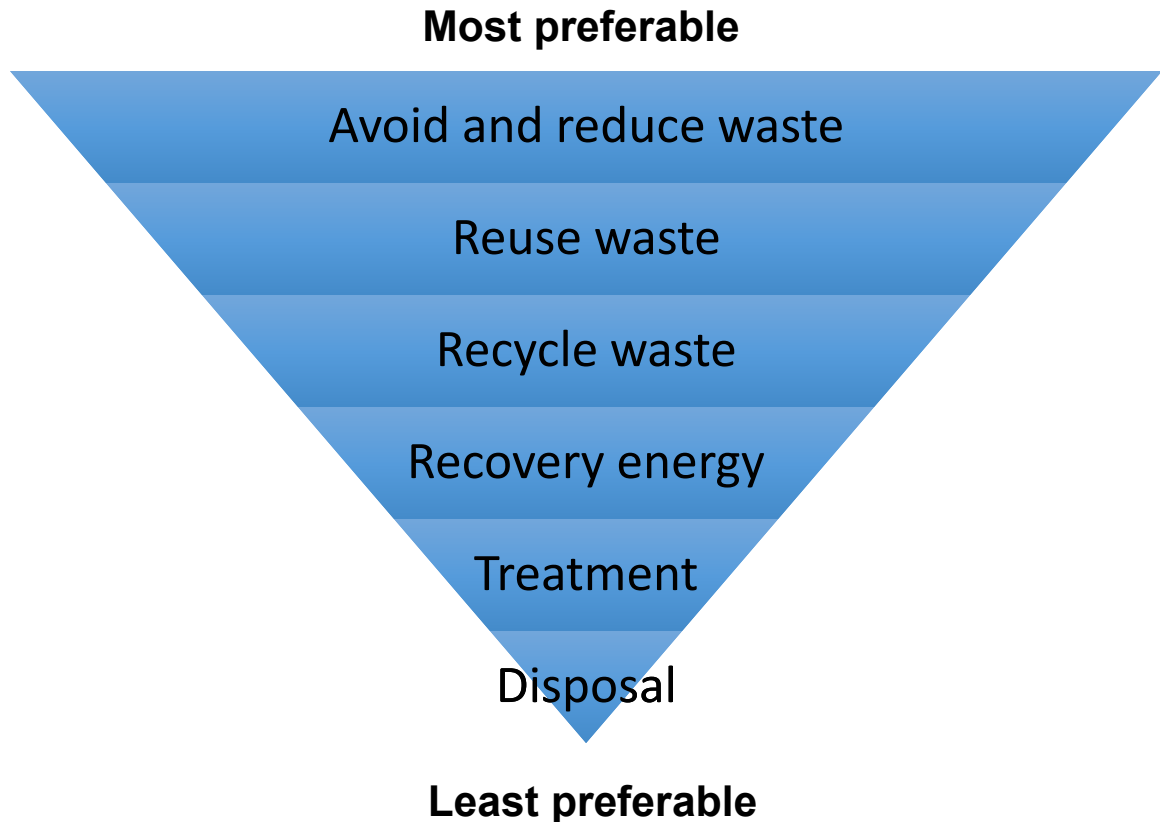 Most preferable
Avoid and reduce waste
Reuse waste
Recycle waste
Recovery energy
Treatment
Disposal
Least preferable